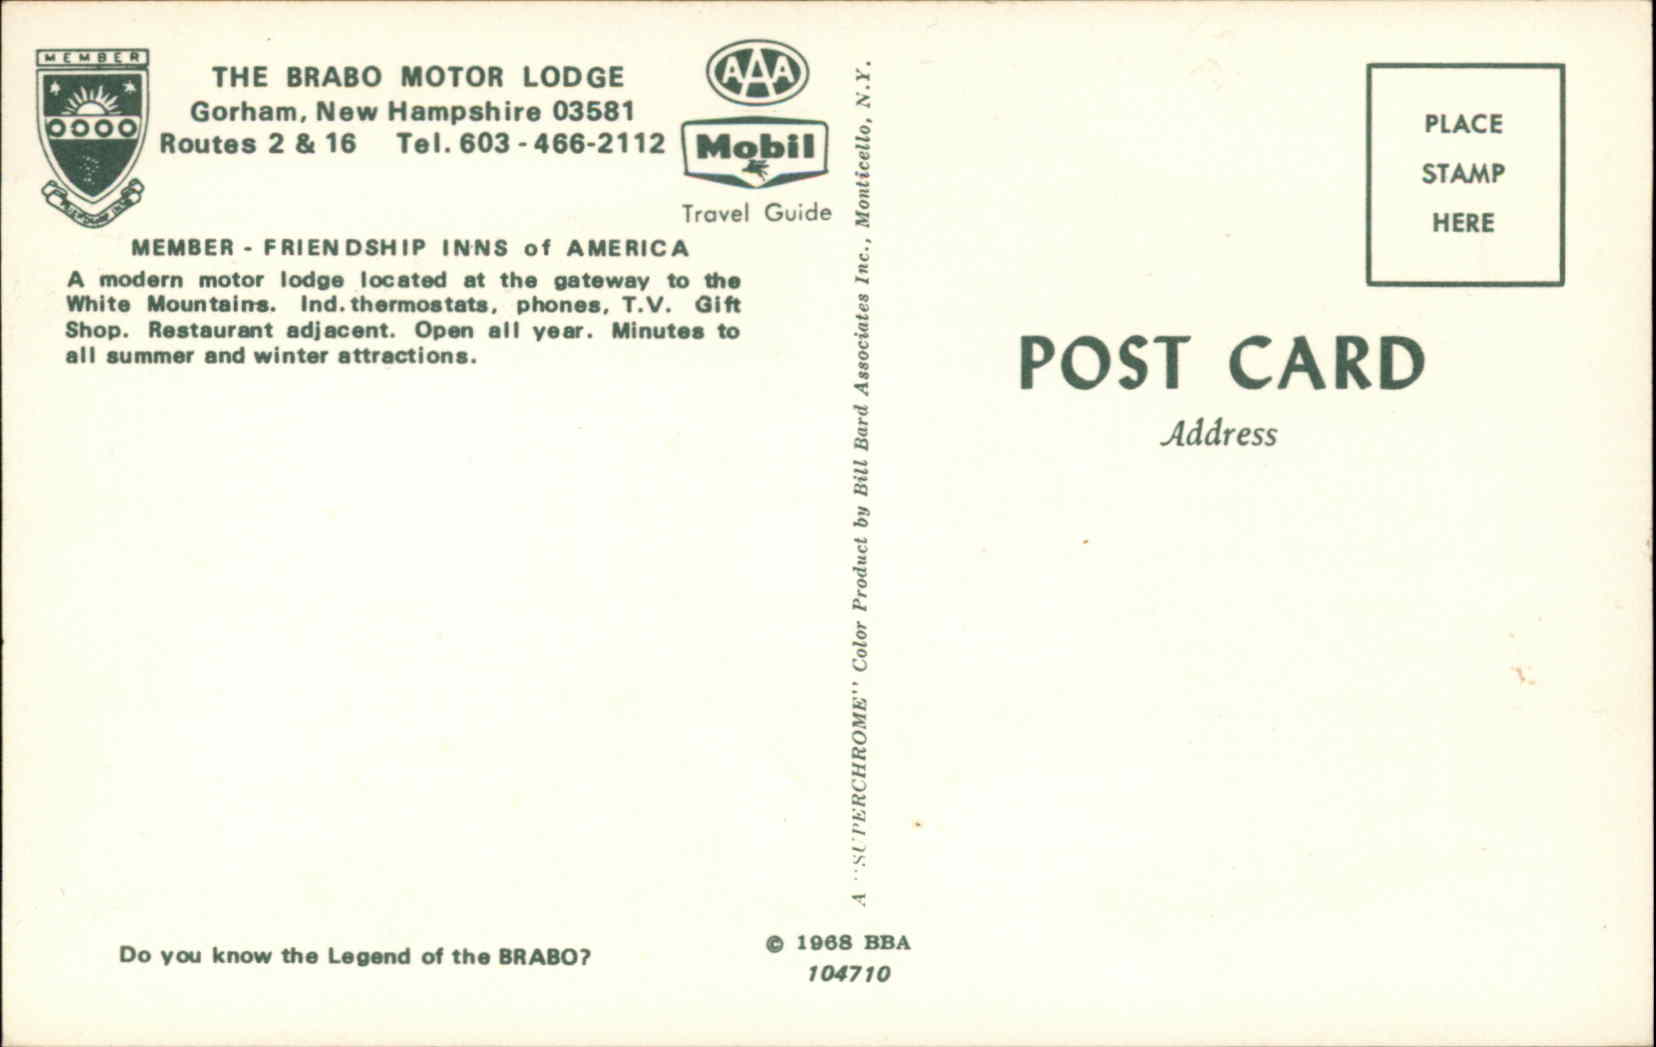 MEMBER
THE BRABO MOTOR LODGE
Gorham, New Hampshire 03581
Routes 2 & 16 Tel. 603-466-2112
AAA
Mobil
Travel Guide
MEMBER - FRIENDSHIP INNS of AMERICA
A modern motor lodge located at the gateway to the
White Mountains. Ind. thermostats, phones, T.V. Gift
Shop. Restaurant adjacent. Open all year. Minutes to
all summer and winter attractions.
Do you know the Legend of the BRABO?
A "SUPERCHROME" Color Product by Bill Bard Associates Inc., Monticello, N.Y.
© 1968 BBA
104710
PLACE
STAMP
HERE
POST CARD
Address